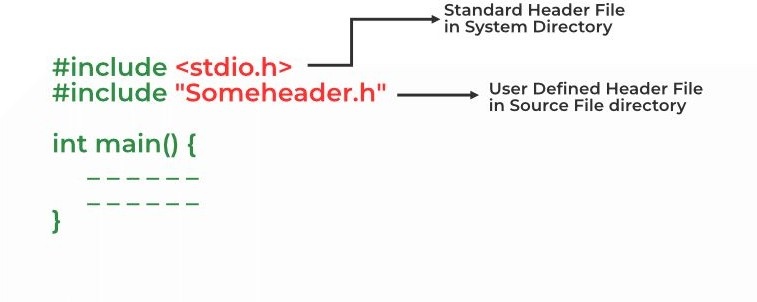 Standard Header File
in System Directory
#include <stdio.h>
#include "Someheader.h"
User Defined Header File
in Source File directory
int main() {
_ _ _ _ _ _
_ _ _ _ _ _
}